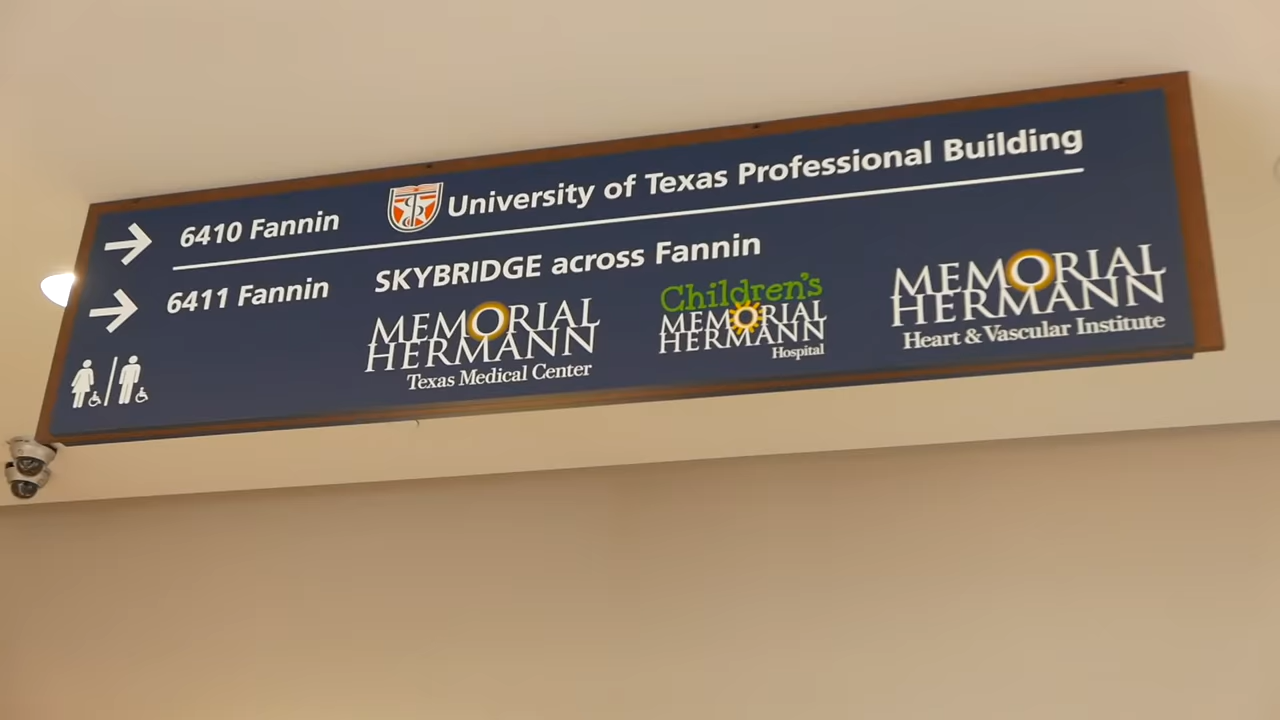 6410 Fannin University of Texas Professional Building
6411 Fannin SKYBRIDGE across Fannin
MEMORIAL
HERMANN
Texas Medical Center
Children's
MEMORIAL
HERMANN
Hospital
MEMORIAL
HERMANN
Heart & Vascular Institute